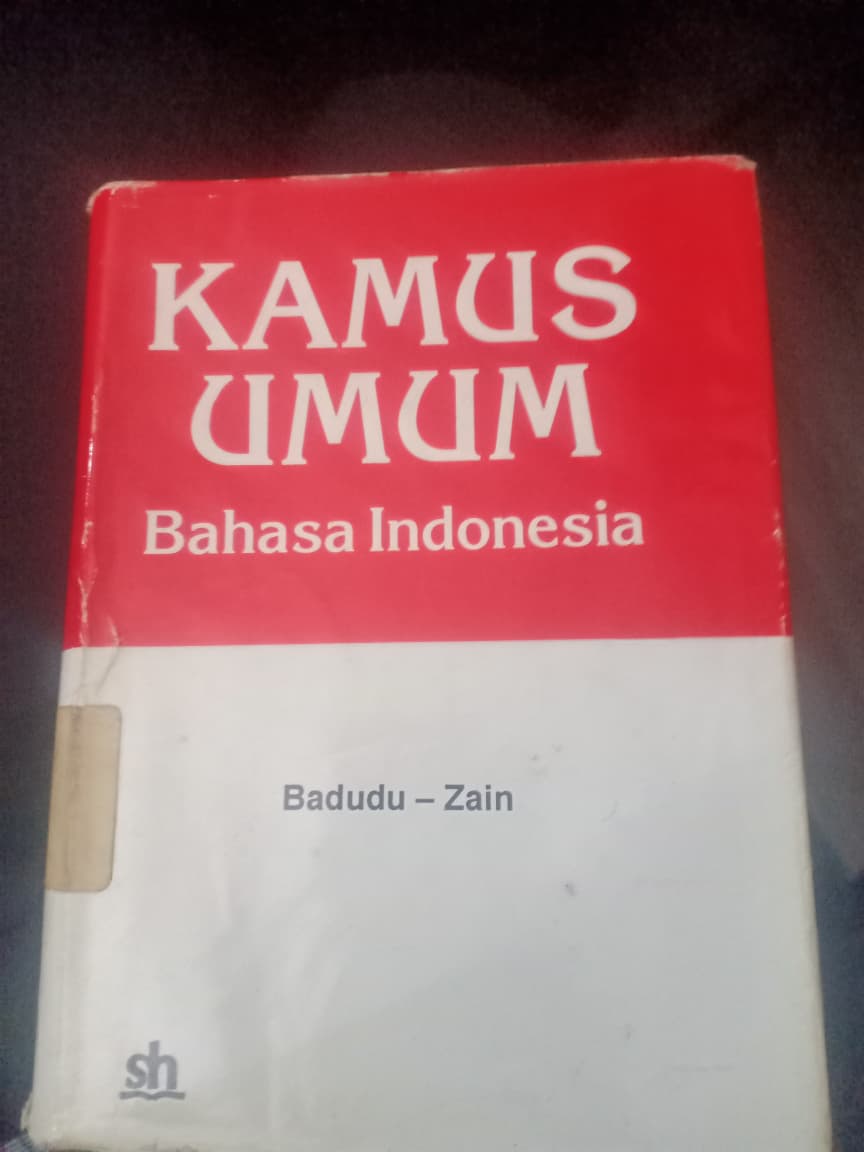 KAMUS
UMUM
Bahasa Indonesia
Badudu – Zain
sh